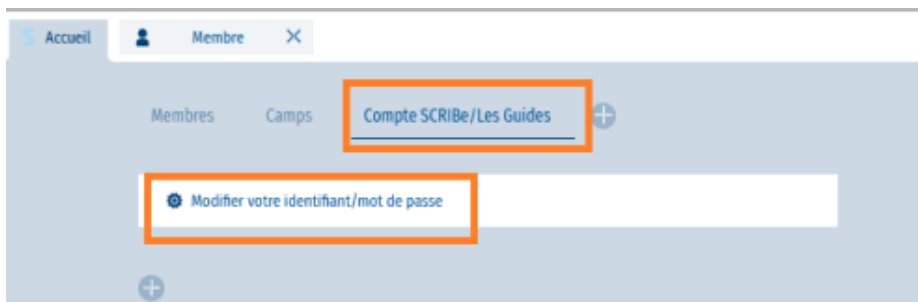 Accueil Membre
Membres Camps Compte SCRIBe/Les Guides
Modifier votre identifiant/mot de passe